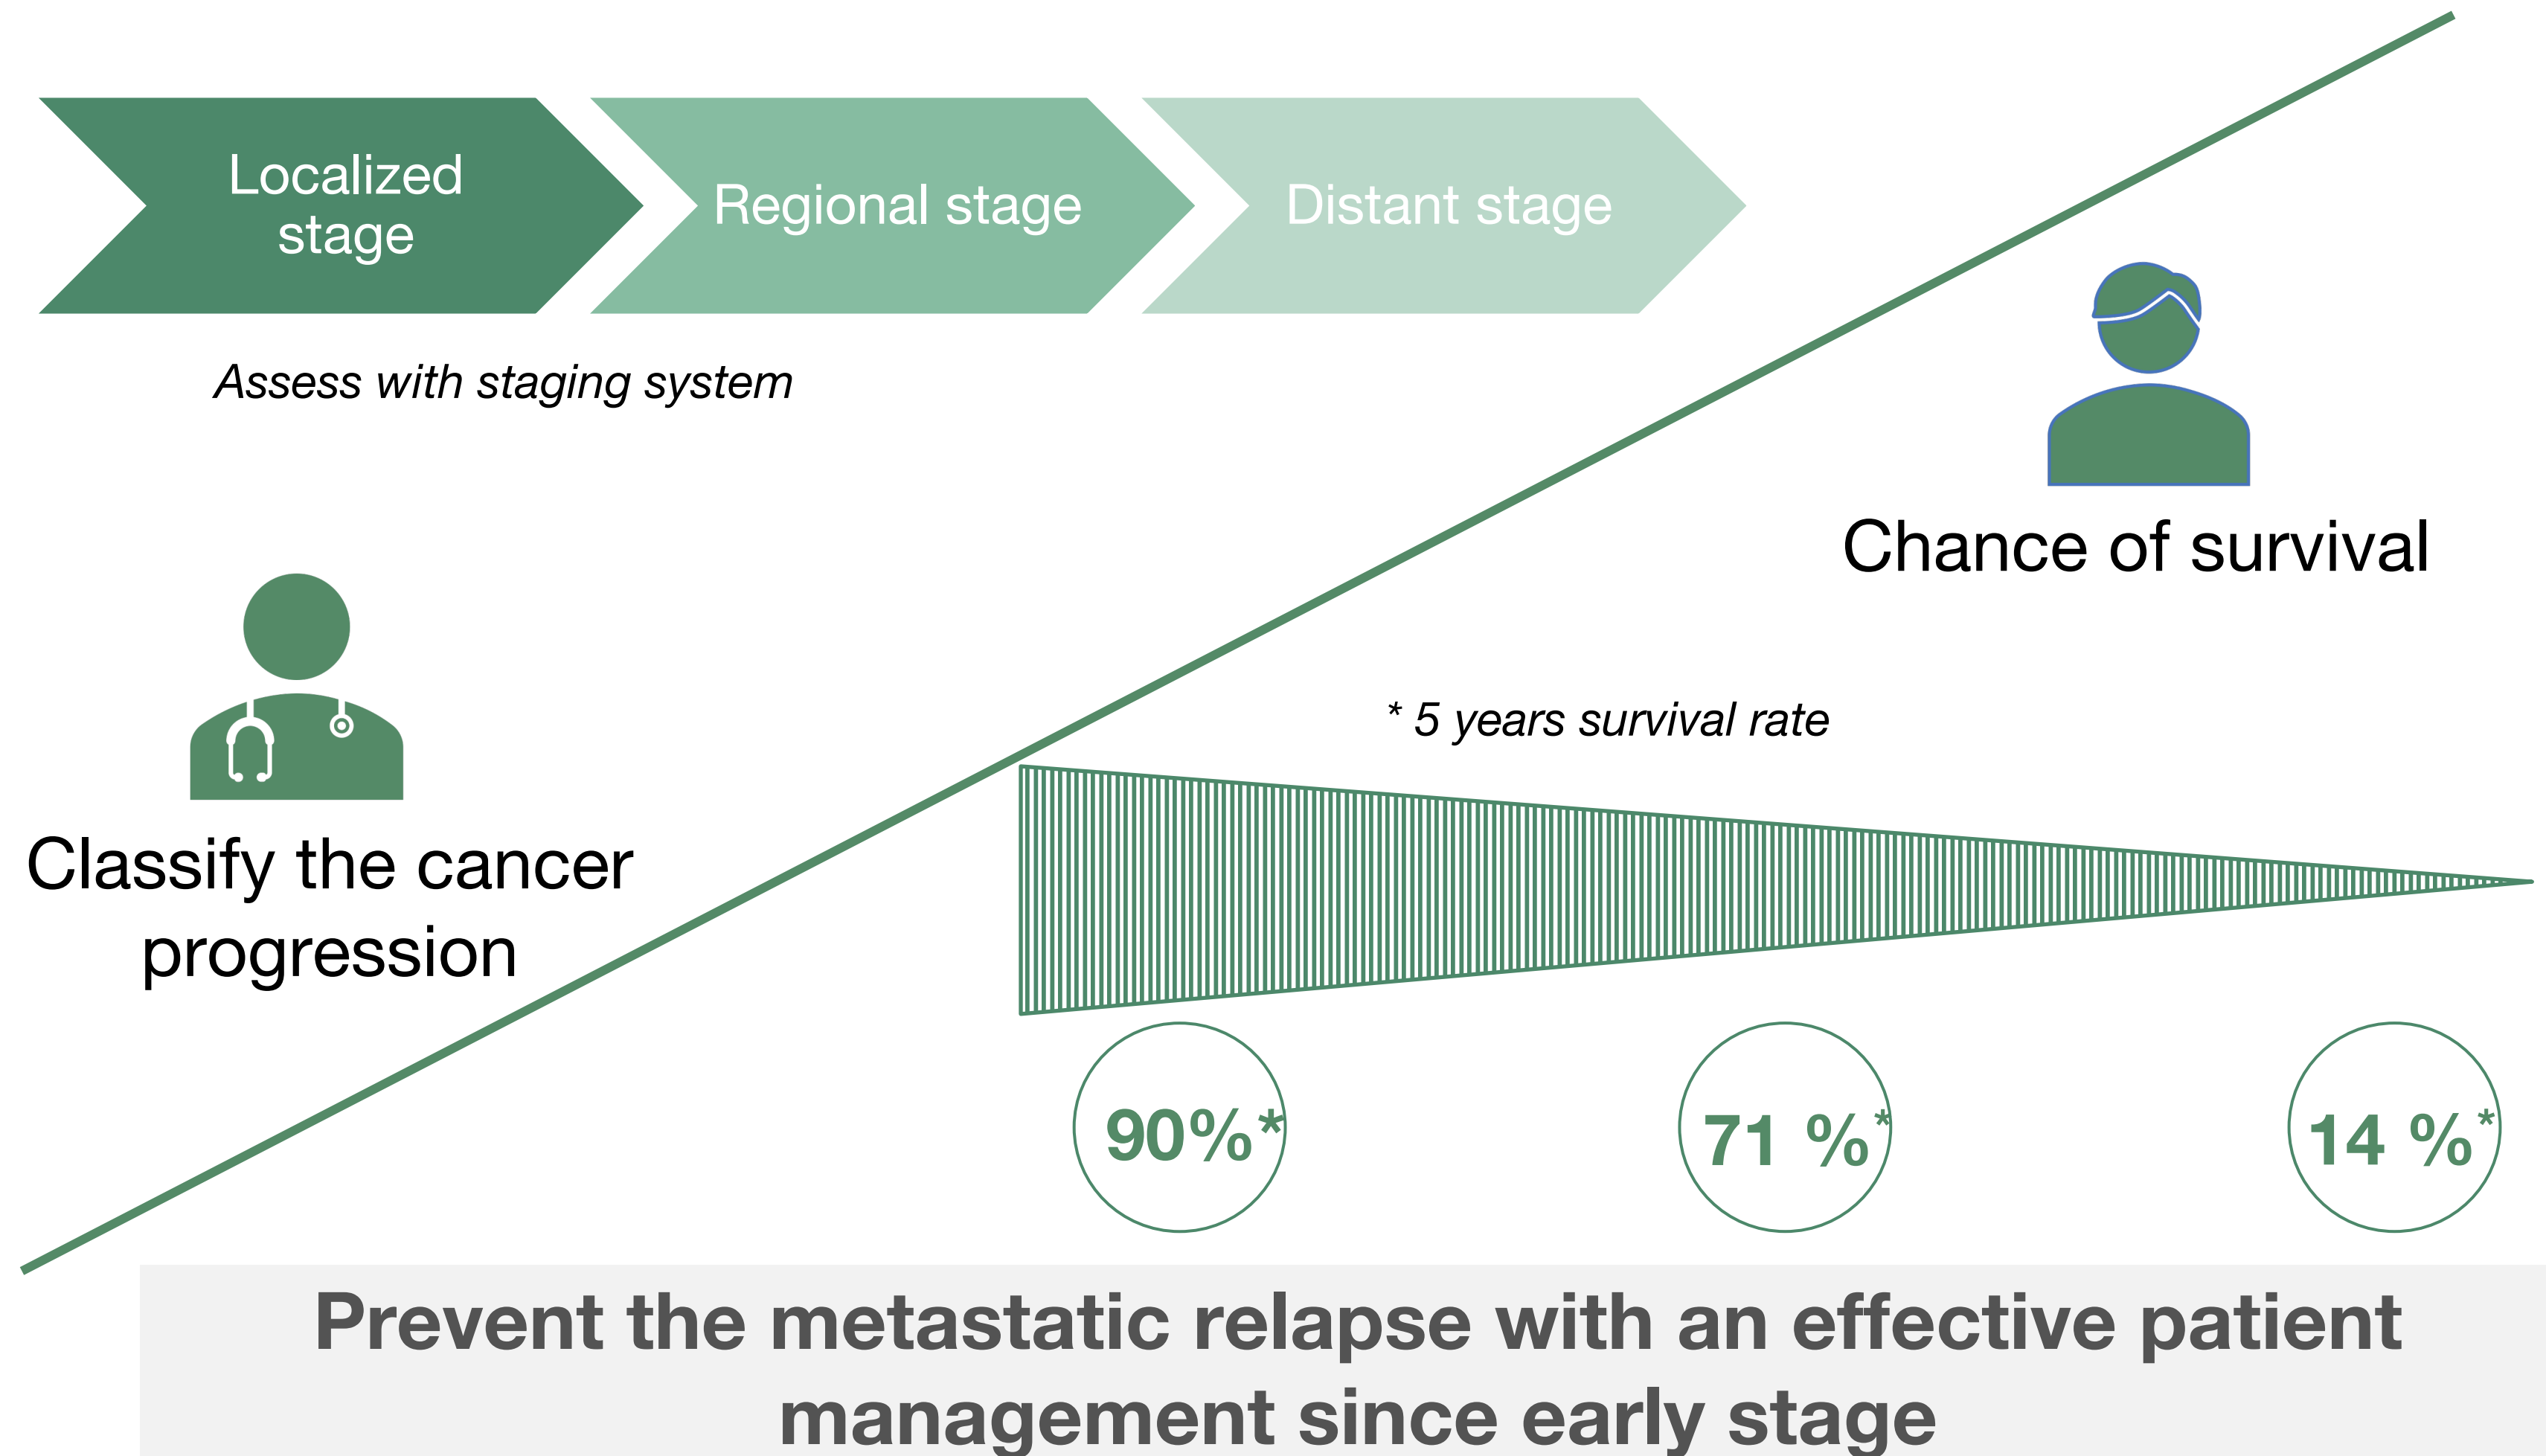 Localized
stage
Regional stage
Distant stage
Assess with staging system
Chance of survival
Classify the cancer
progression
* 5 years survival rate
90%*
71 %*
14 %*
Prevent the metastatic relapse with an effective patient
management since early stage